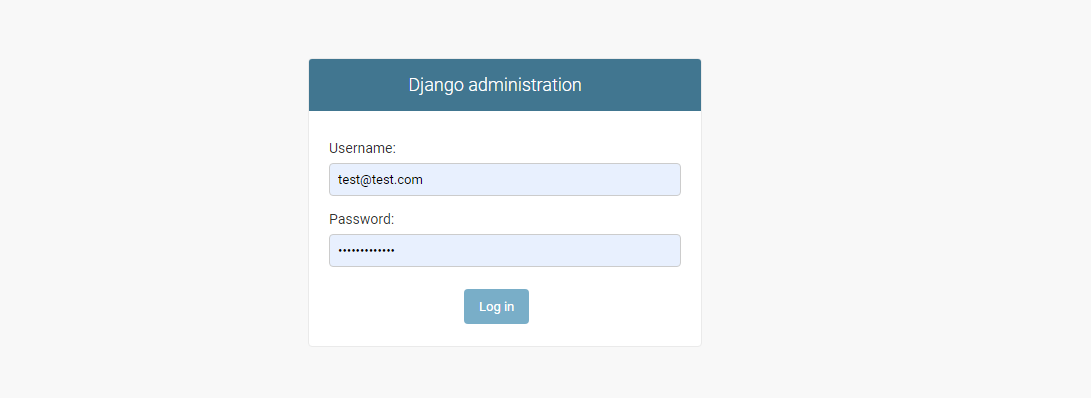 Django administration
Username:
test@test.com
Password:
•••••••••••••
Log in